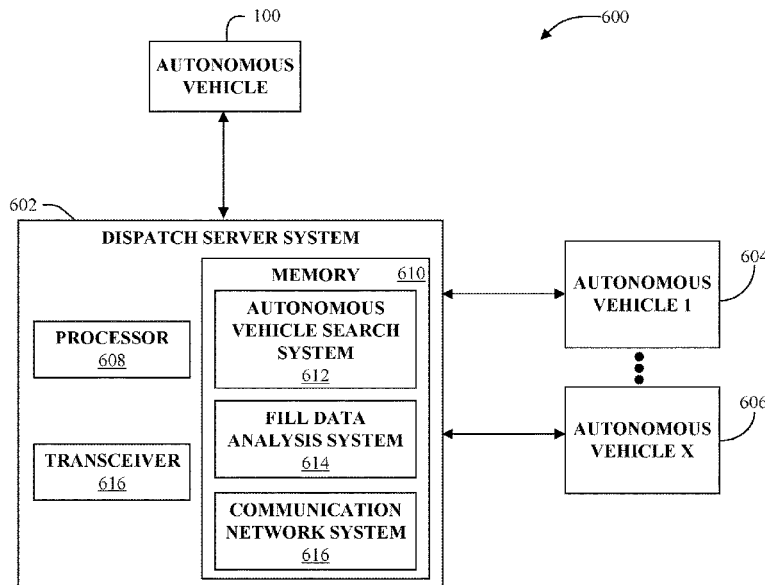 100
600
AUTONOMOUS
VEHICLE
602
DISPATCH SERVER SYSTEM
MEMORY 610
AUTONOMOUS
VEHICLE SEARCH
SYSTEM
612
PROCESSOR
608
FILL DATA
ANALYSIS SYSTEM
614
TRANSCEIVER
616
COMMUNICATION
NETWORK SYSTEM
616
604
AUTONOMOUS
VEHICLE 1
606
AUTONOMOUS
VEHICLE X